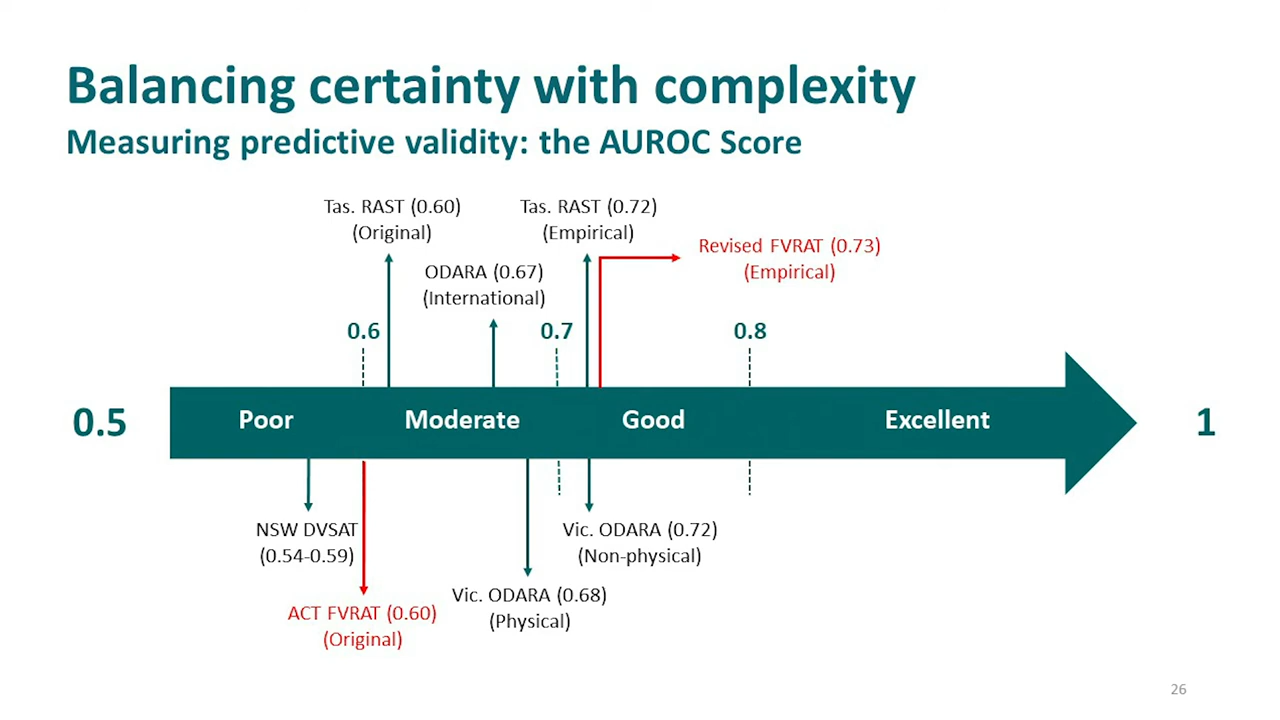 Balancing certainty with complexity
Measuring predictive validity: the AUROC Score
Tas. RAST (0.60)
(Original)
Tas. RAST (0.72)
(Empirical)
Revised FVRAT (0.73)
(Empirical)
ODARA (0.67)
(International)
0.6
0.7
0.8
0.5
Poor
Moderate
Good
Excellent
1
NSW DVSAT
(0.54-0.59)
Vic. ODARA (0.72)
(Non-physical)
Vic. ODARA (0.68)
(Physical)
ACT FVRAT (0.60)
(Original)
26